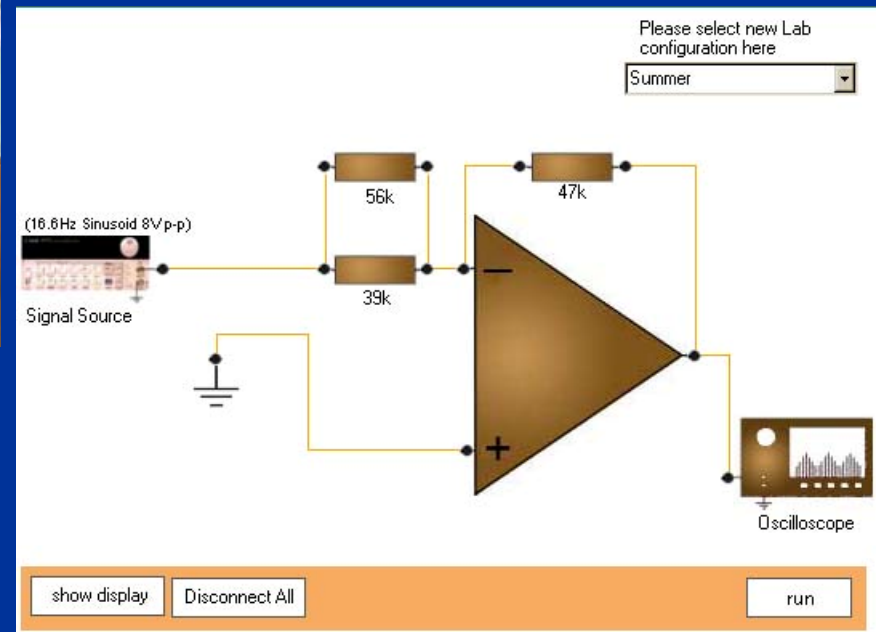 Please select new Lab
configuration here
Summer
56k
47k
(16.6Hz Sinusoid 8Vp-p)
39k
Signal Source
−
+
Oscilloscope
show display
Disconnect All
run